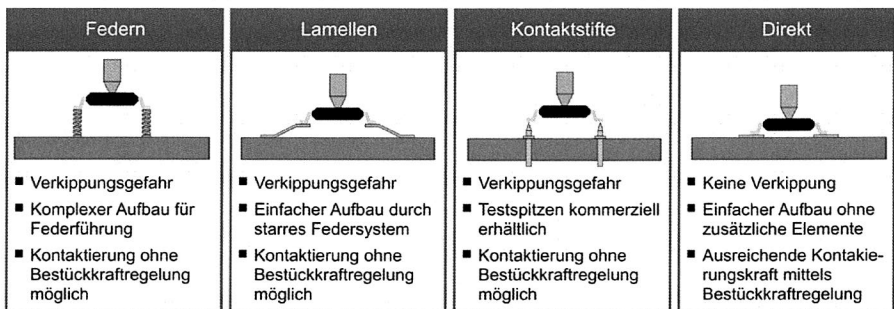 Federn
Verkippungsgefahr
Komplexer Aufbau für
Federführung
Kontaktierung ohne
Bestückkraftregelung
möglich
Lamellen
Verkippungsgefahr
Einfacher Aufbau durch
starres Federsystem
Kontaktierung ohne
Bestückkraftregelung
möglich
Kontaktstifte
Verkippungsgefahr
Testspitzen kommerziell
erhältlich
Kontaktierung ohne
Bestückkraftregelung
möglich
Direkt
Keine Verkippung
Einfacher Aufbau ohne
zusätzliche Elemente
Ausreichende Kontakie-
rungskraft mittels
Bestückkraftregelung